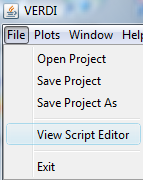 VERDI
File Plots Window Help
Open Project
Save Project
Save Project As
View Script Editor
Exit